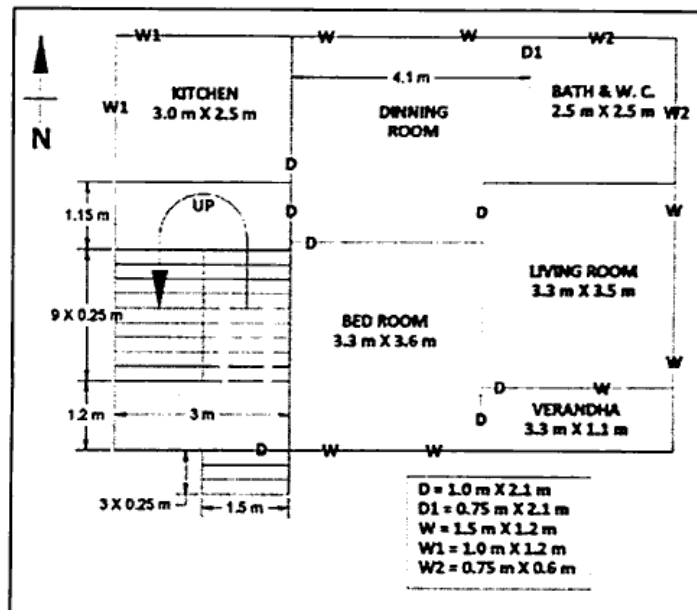 W1
W
W
W2
D1
4.1 m
KITCHEN
3.0 m X 2.5 m
BATH & W. C.
2.5 m X 2.5 m
W1
DINNING
ROOM
W2
N
D
1.15 m
UP
D
D
W
D
9 X 0.25 m
LIVING ROOM
3.3 m X 3.5 m
BED ROOM
3.3 m X 3.6 m
W
1.2 m
3 m
D
W
D
VERANDHA
3.3 m X 1.1 m
D
W
W
3 X 0.25 m
1.5 m
D = 1.0 m X 2.1 m
D1 = 0.75 m X 2.1 m
W = 1.5 m X 1.2 m
W1 = 1.0 m X 1.2 m
W2 = 0.75 m X 0.6 m